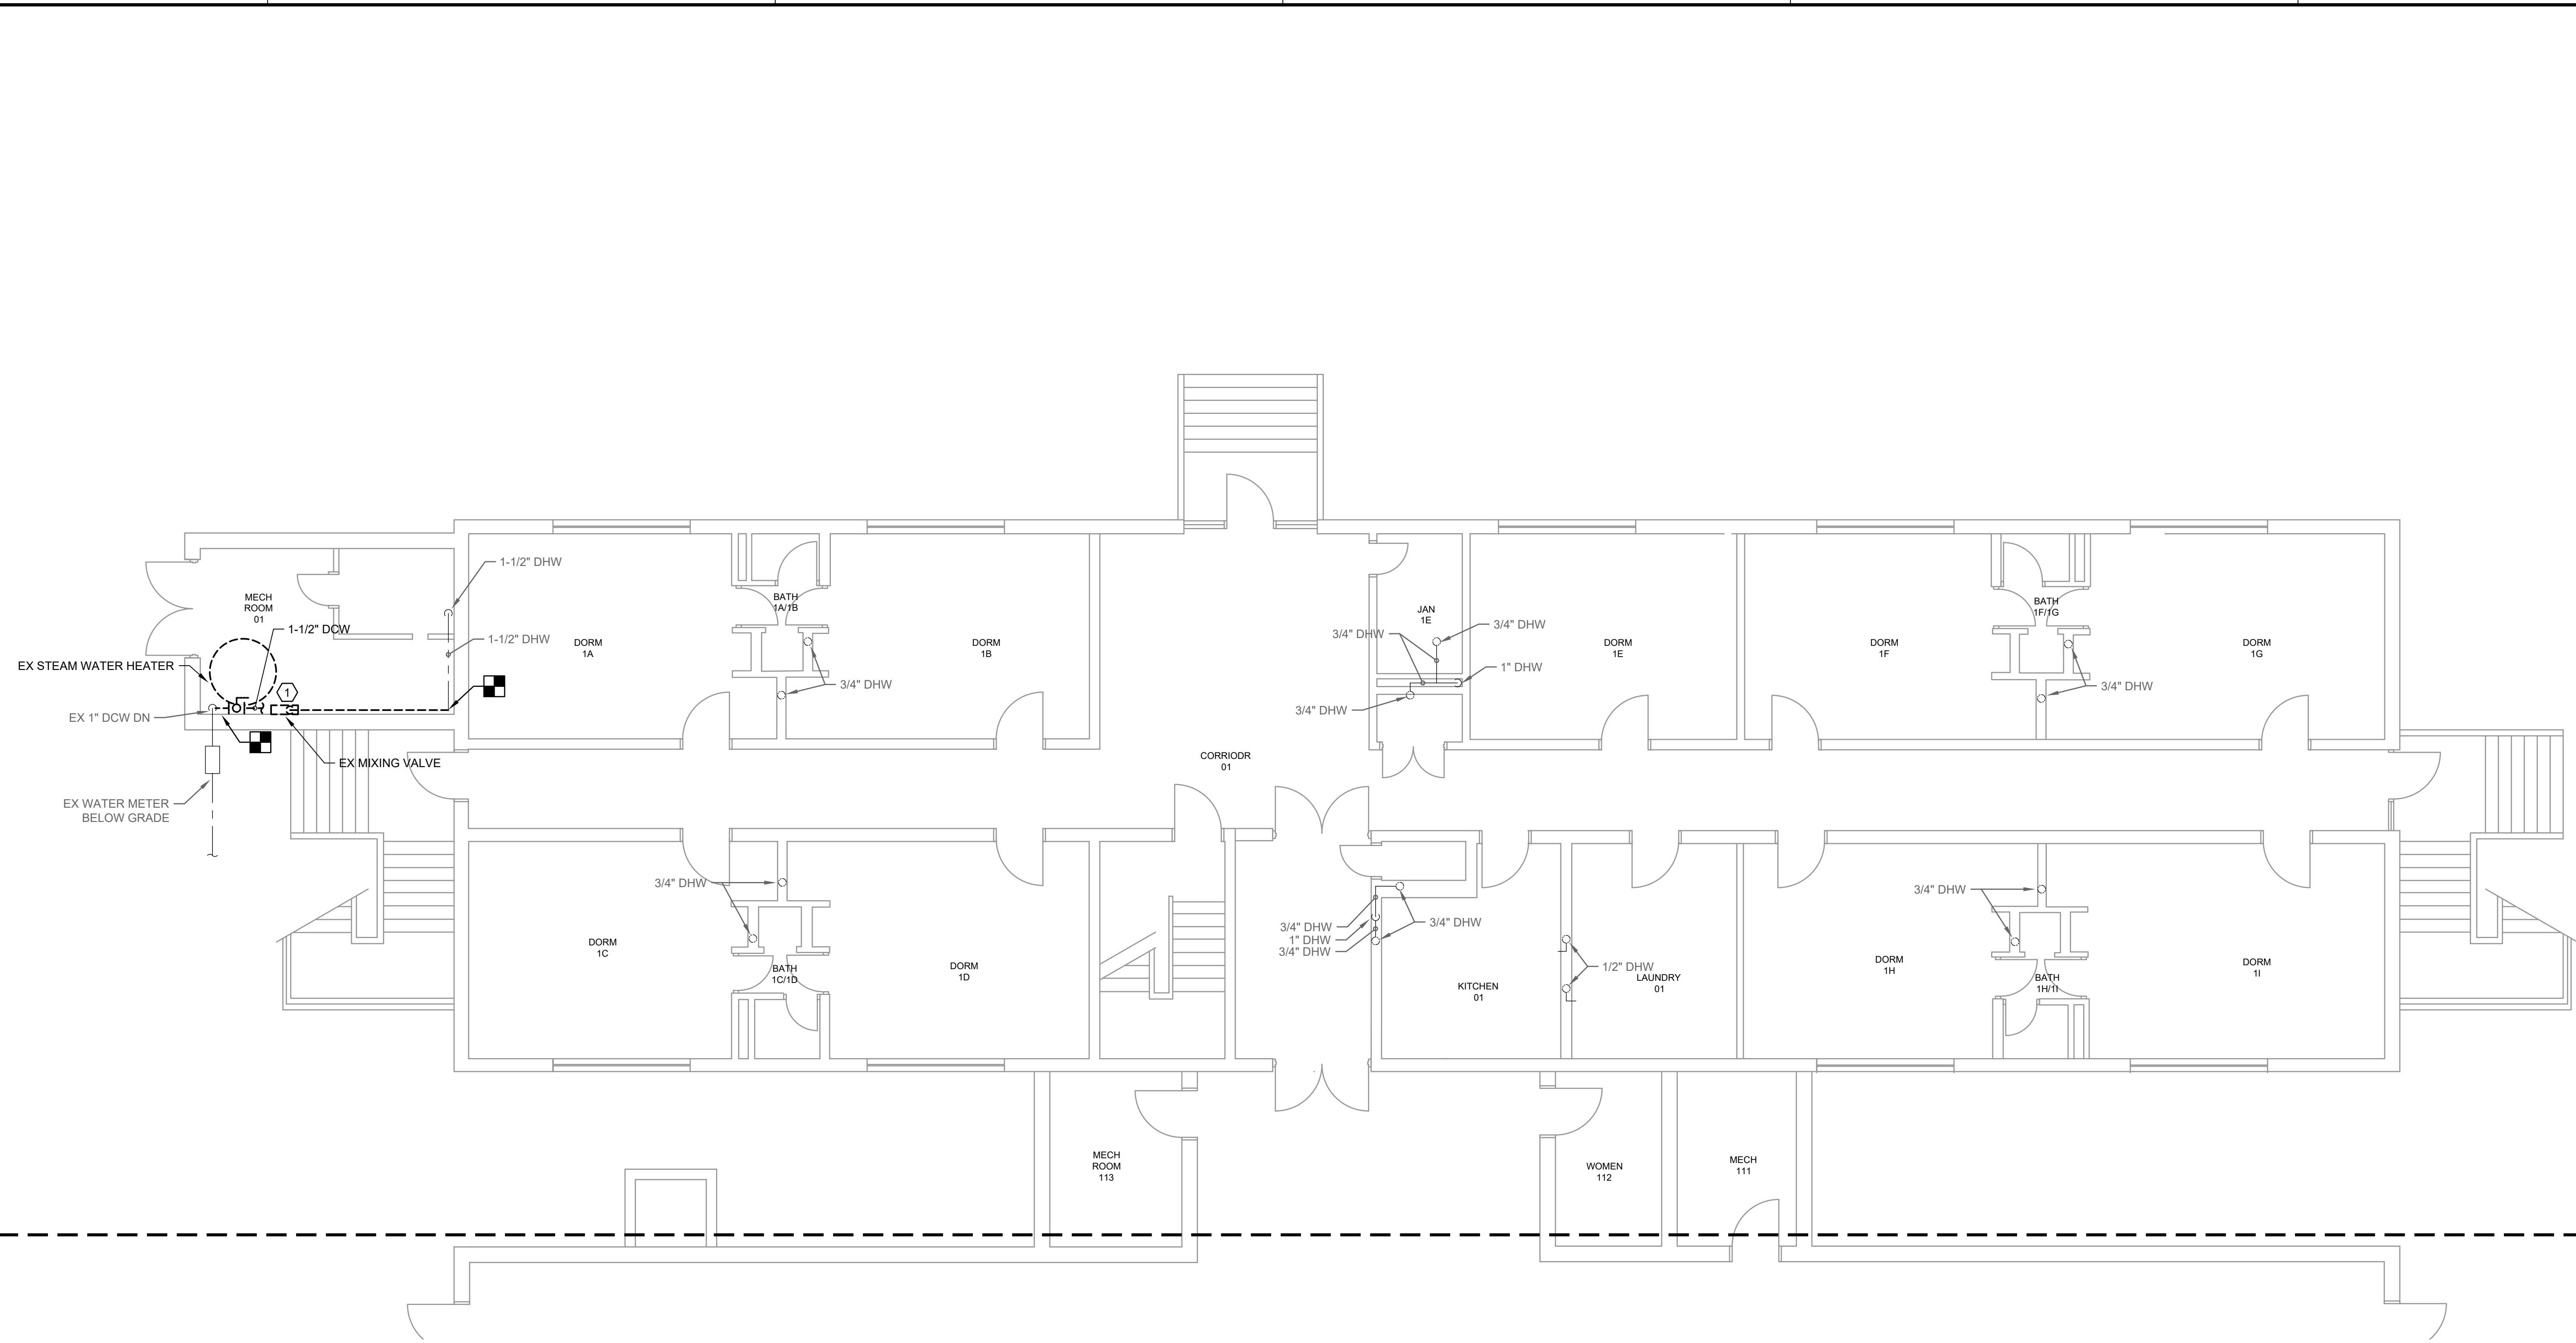 1-1/2" DHW
MECH
ROOM
01
1-1/2" DCW
1-1/2" DHW
EX STEAM WATER HEATER
1
EX 1" DCW DN
EX MIXING VALVE
EX WATER METER
BELOW GRADE
DORM
1A
BATH
1A/1B
3/4" DHW
DORM
1B
CORRIODR
01
JAN
1E
3/4" DHW
3/4" DHW
1" DHW
3/4" DHW
DORM
1E
DORM
1F
BATH
1F/1G
3/4" DHW
DORM
1G
3/4" DHW
DORM
1C
BATH
1C/1D
DORM
1D
3/4" DHW
1" DHW
3/4" DHW
3/4" DHW
KITCHEN
01
1/2" DHW
LAUNDRY
01
3/4" DHW
DORM
1H
BATH
1H/1I
DORM
1I
MECH
ROOM
113
WOMEN
112
MECH
111